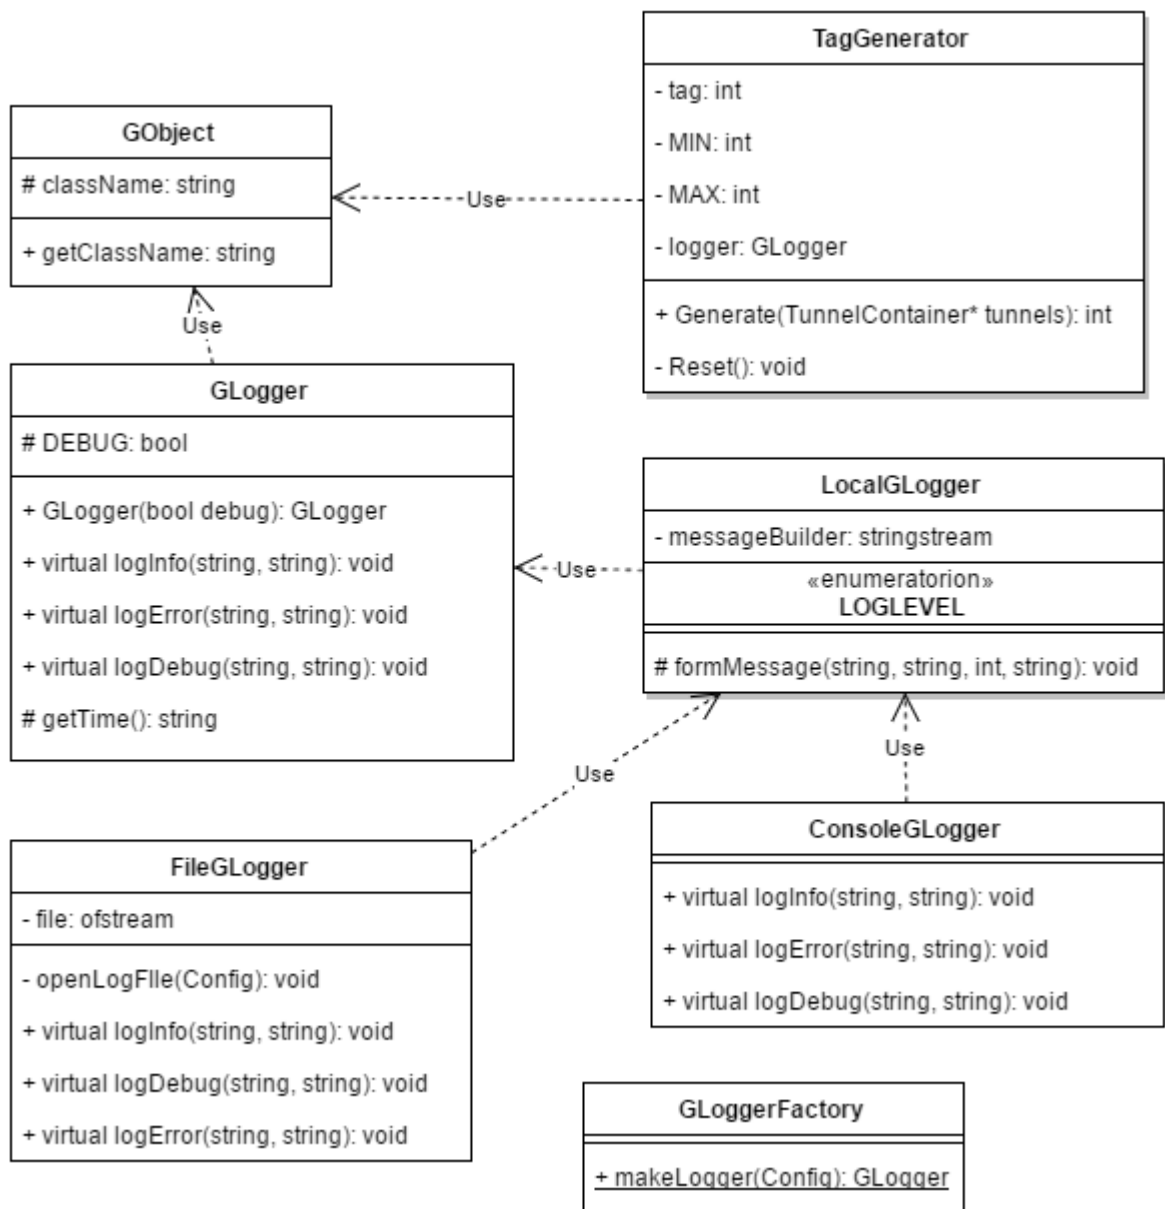 TagGenerator
- tag: int
- MIN: int
- MAX: int
- logger: GLogger
+ Generate(TunnelContainer* tunnels): int
- Reset(): void
GObject
# className: string
+ getClassName: string
Use
Use
GLogger
# DEBUG: bool
+ GLogger(bool debug): GLogger
+ virtual logInfo(string, string): void
+ virtual logError(string, string): void
+ virtual logDebug(string, string): void
# getTime(): string
LocalGLogger
- messageBuilder: stringstream
«enumeratorion»
LOGLEVEL
# formMessage(string, string, int, string): void
Use
Use
Use
FileGLogger
- file: ofstream
- openLogFIle(Config): void
+ virtual logInfo(string, string): void
+ virtual logDebug(string, string): void
+ virtual logError(string, string): void
ConsoleGLogger
+ virtual logInfo(string, string): void
+ virtual logError(string, string): void
+ virtual logDebug(string, string): void
GLoggerFactory
+ makeLogger(Config): GLogger